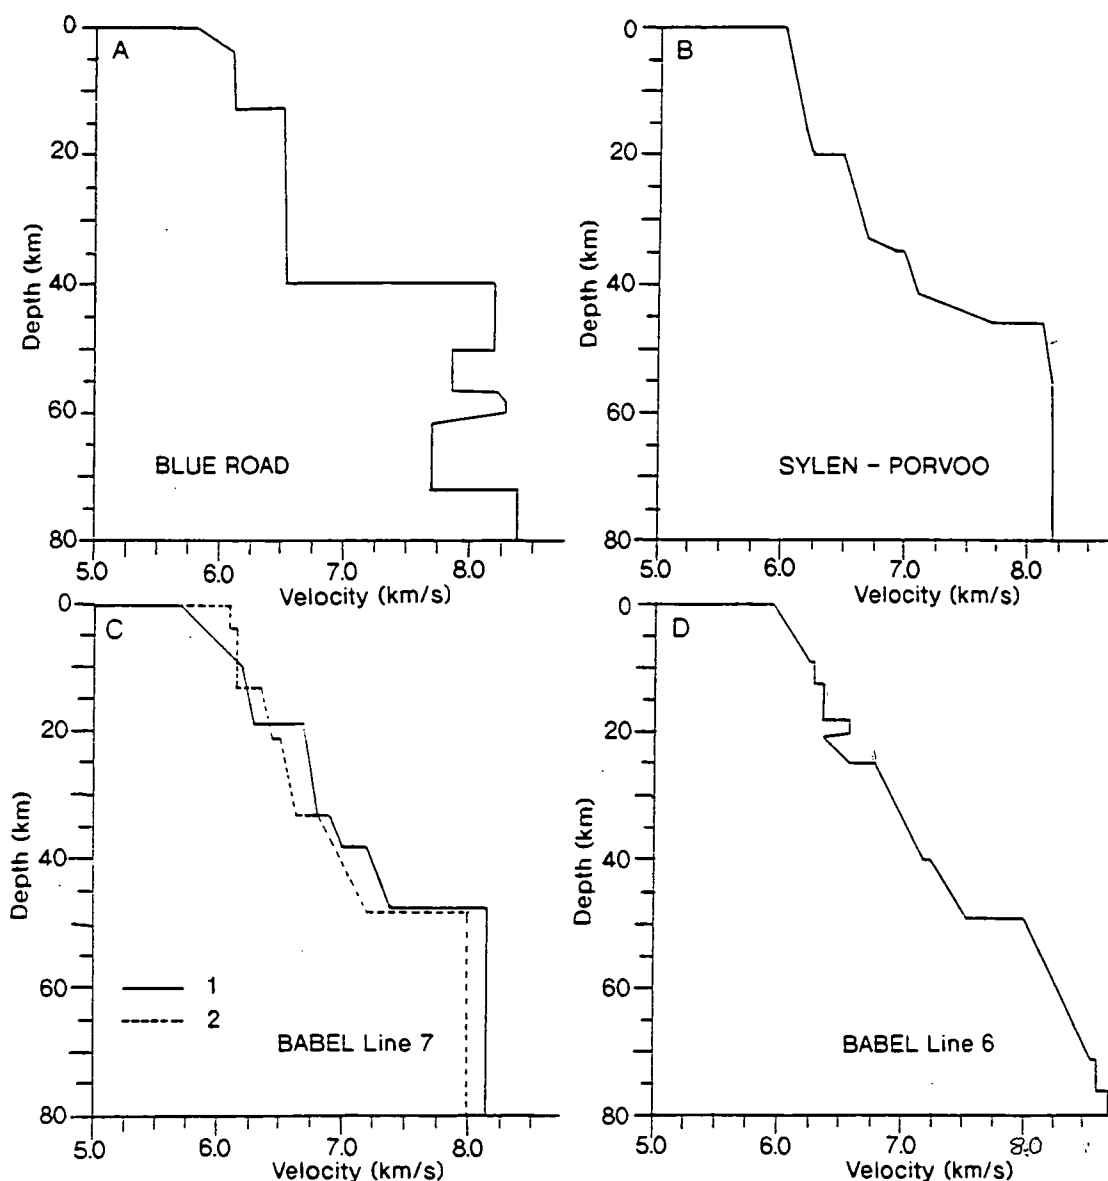 A
0
20
40
60
80
Depth (km)
BLUE ROAD
5.0 6.0 7.0 8.0
Velocity (km/s)
B
0
20
40
60
80
Depth (km)
SYLEN - PORVOO
5.0 6.0 7.0 8.0
Velocity (km/s)
C
0
20
40
60
80
Depth (km)
1
2
BABEL Line 7
5.0 6.0 7.0 8.0
Velocity (km/s)
D
0
20
40
60
80
Depth (km)
BABEL Line 6
5.0 6.0 7.0 8.0
Velocity (km/s)